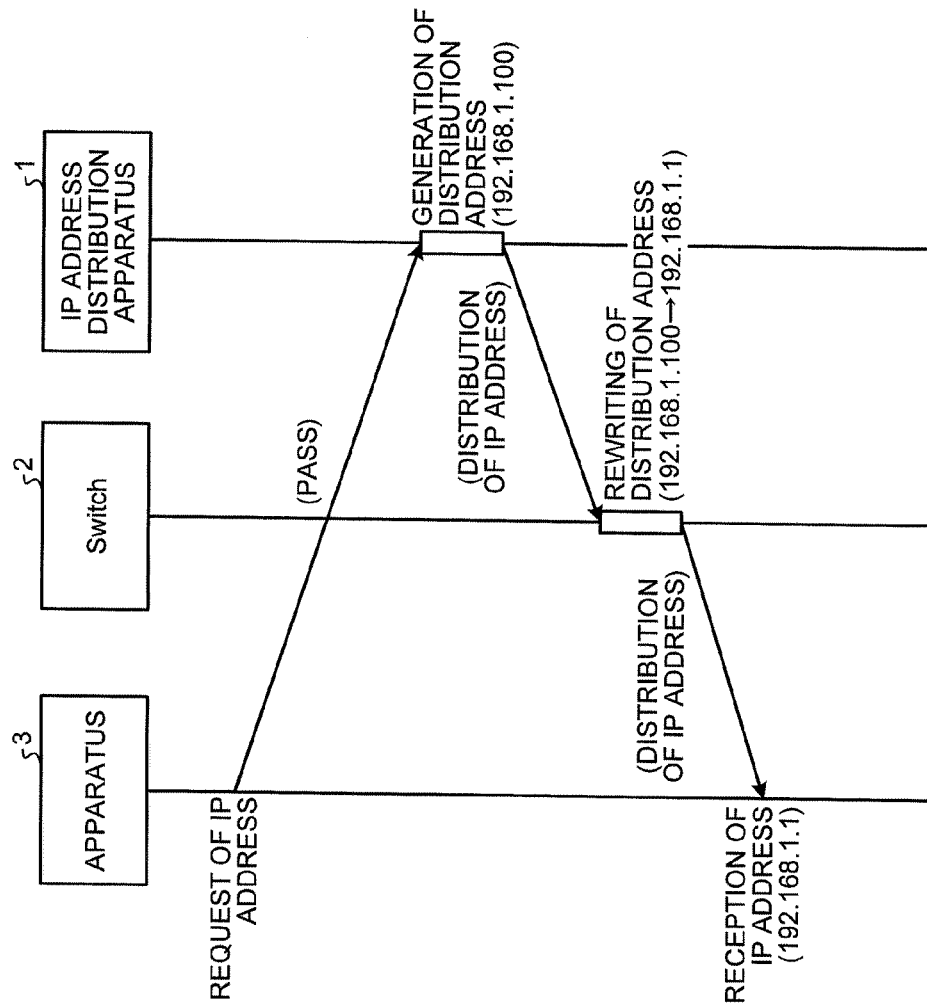 3
APPARATUS
2
Switch
1
IP ADDRESS
DISTRIBUTION
APPARATUS
REQUEST OF IP
ADDRESS
(PASS)
GENERATION OF
DISTRIBUTION
ADDRESS
(192.168.1.100)
(DISTRIBUTION
OF IP ADDRESS)
REWRITING OF
DISTRIBUTION ADDRESS
(192.168.1.100→192.168.1.1)
(DISTRIBUTION
OF IP ADDRESS)
RECEPTION OF
IP ADDRESS
(192.168.1.1)